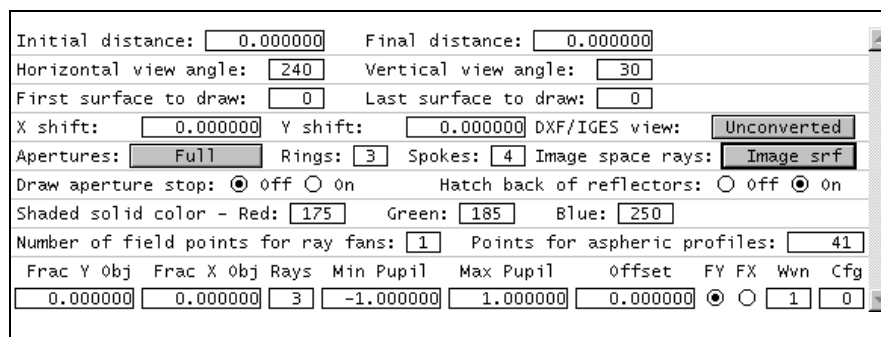 Initial distance: 0.000000 Final distance: 0.000000
Horizontal view angle: 240 Vertical view angle: 30
First surface to draw: 0 Last surface to draw: 0
X shift: 0.000000 Y shift: 0.000000 DXF/IGES view: Unconverted
Apertures: Full Rings: 3 Spokes: 4 Image space rays: Image srf
Draw aperture stop: Off On Hatch back of reflectors: Off On
Shaded solid color - Red: 175 Green: 185 Blue: 250
Number of field points for ray fans: 1 Points for aspheric profiles: 41
Frac Y Obj Frac X Obj Rays Min Pupil Max Pupil Offset FY FX Wvn Cfg
0.000000 0.000000 3 -1.000000 1.000000 0.000000 1 0